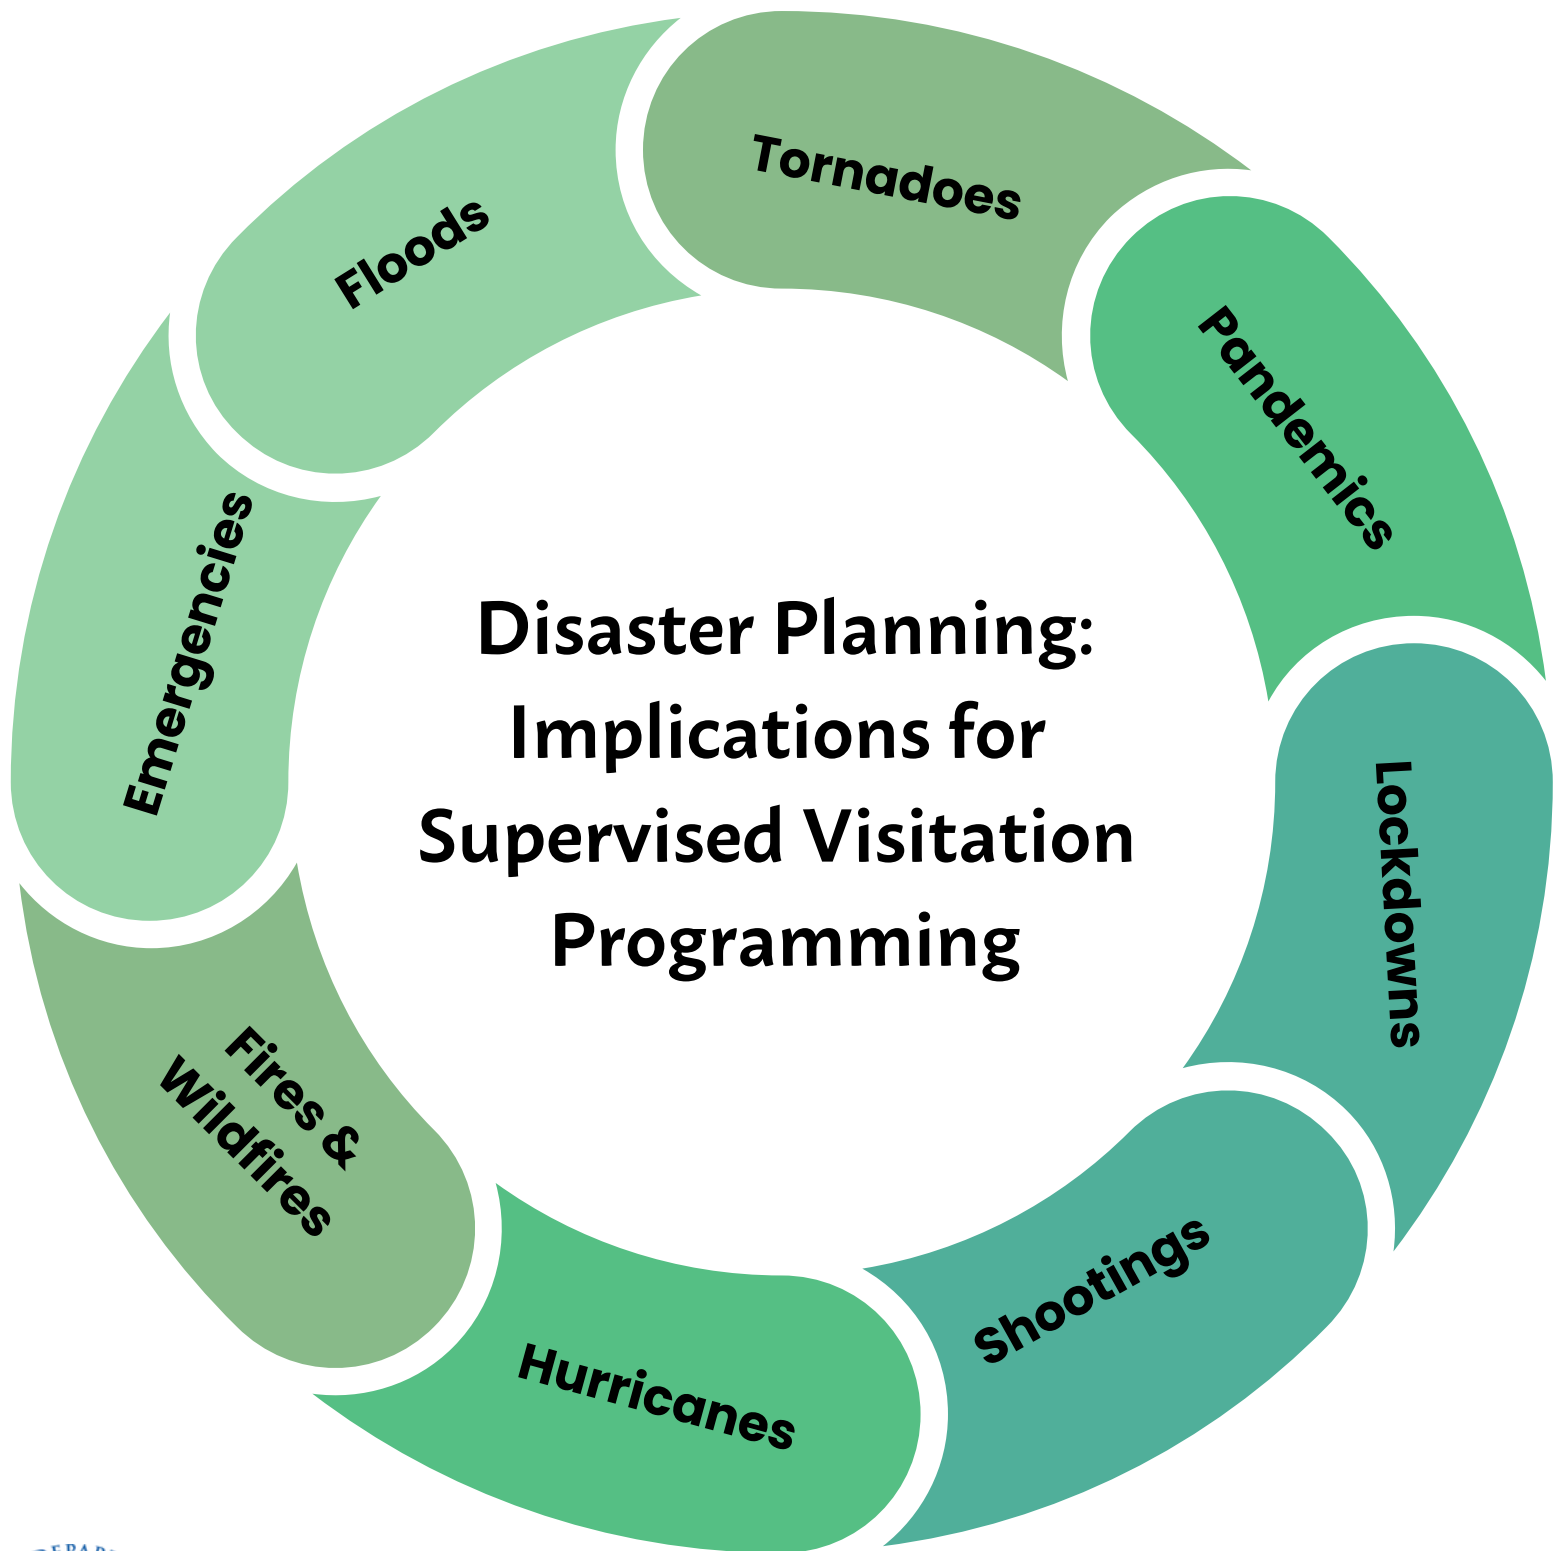 Tornadoes
Pandemics
Lockdowns
Shootings
Hurricanes
Fires &
Wildfires
Emergencies
Floods
Disaster Planning:
Implications for
Supervised Visitation
Programming